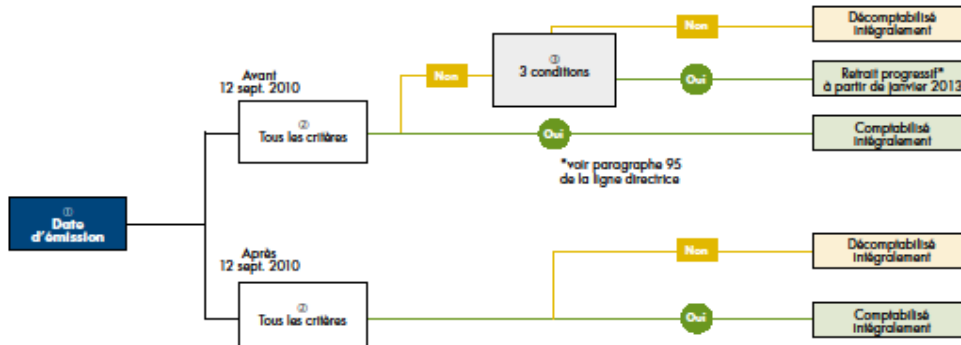 Non
Décomptabilisé
intégralement
③
3 conditions
Non
Oui
Retrait progressif*
à partir de janvier 2013
Avant
12 sept. 2010
②
Tous les critères
Oui
Comptabilisé
intégralement
*voir paragraphe 95
de la ligne directrice
①
Date
d'émission
Après
12 sept. 2010
Non
Décomptabilisé
intégralement
②
Tous les critères
Oui
Comptabilisé
intégralement